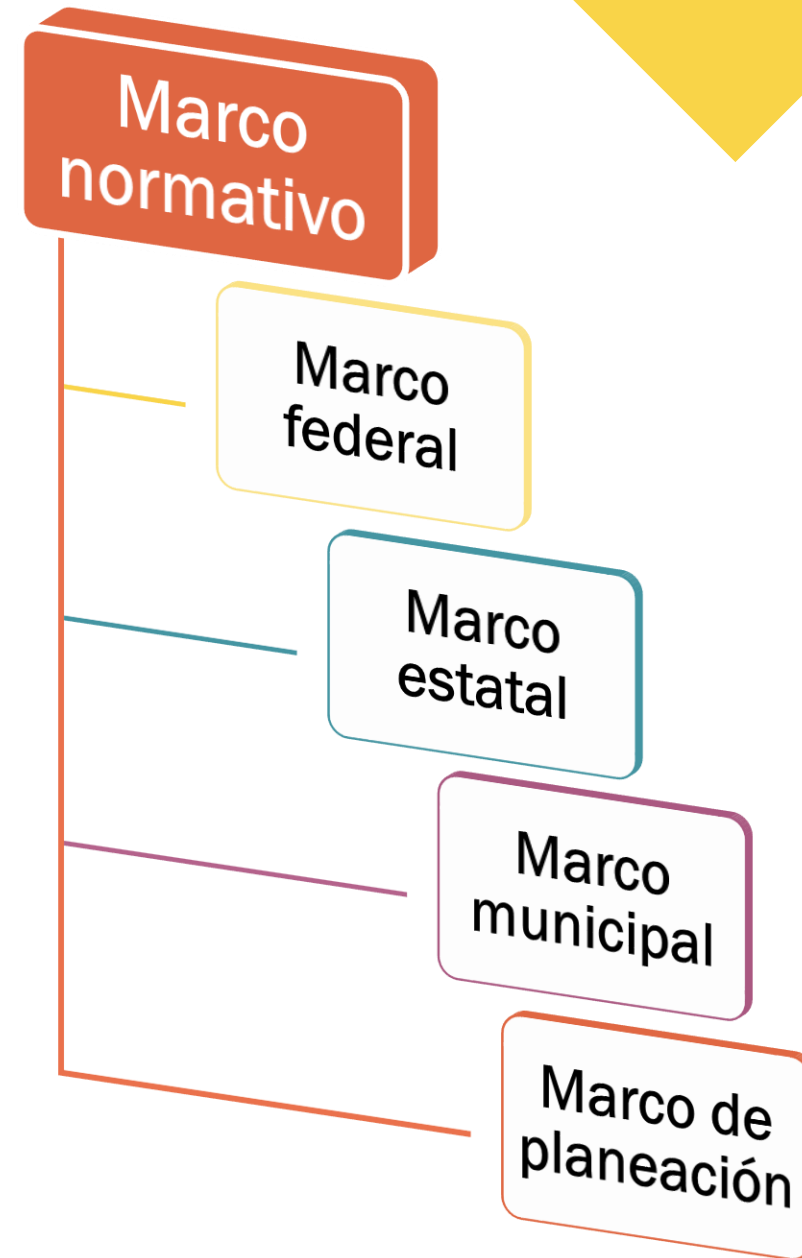 Marco
normativo
Marco
federal
Marco
estatal
Marco
municipal
Marco de
planeación